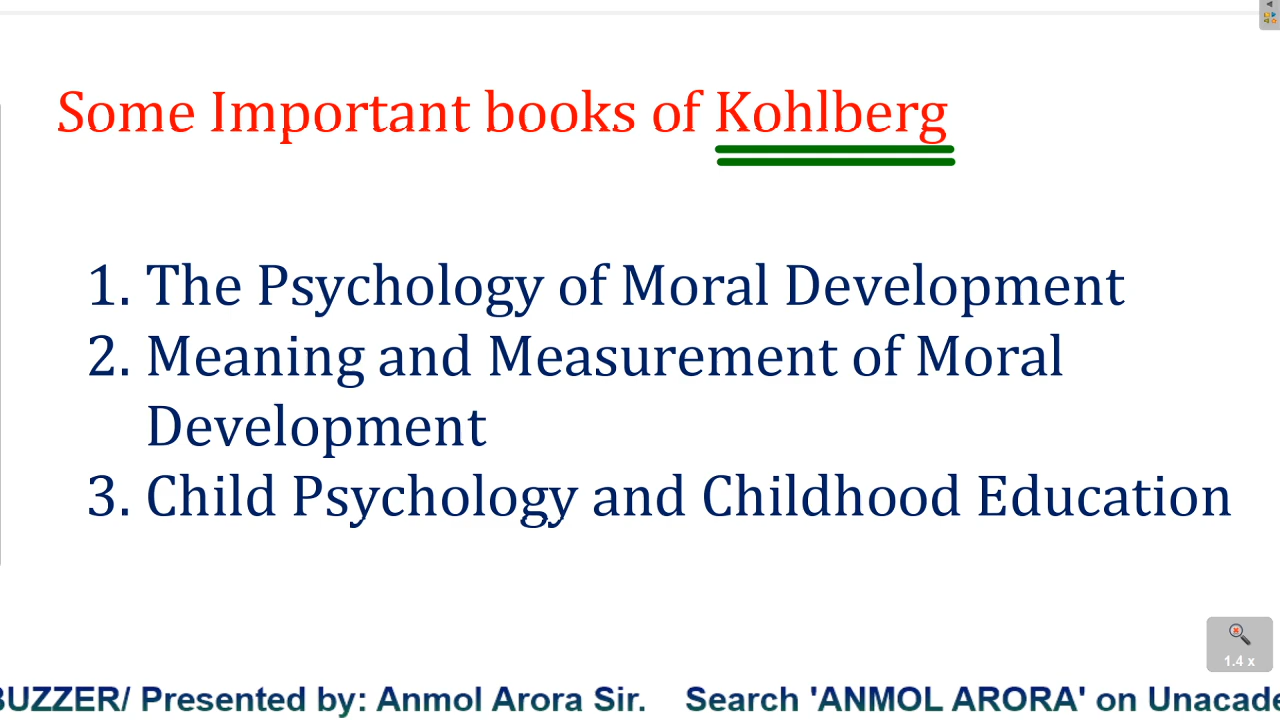 Some Important books of Kohlberg
1. The Psychology of Moral Development
2. Meaning and Measurement of Moral
Development
3. Child Psychology and Childhood Education
1.4 x
BUZZER/ Presented by: Anmol Arora Sir. Search 'ANMOL ARORA' on Unacade